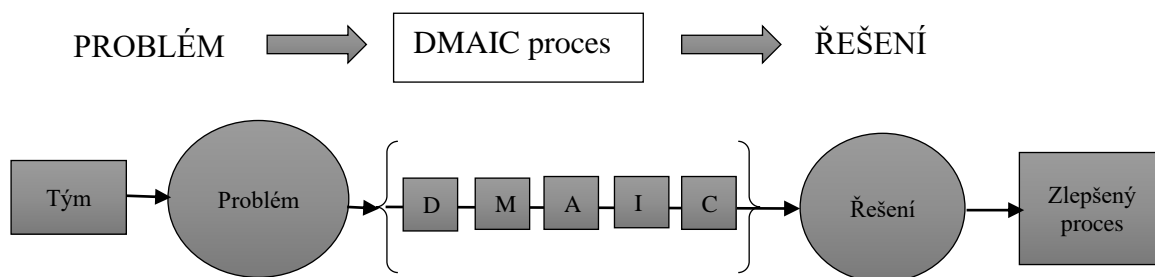 PROBLÉM DMAIC proces ŘEŠENÍ
Tým Problém D M A I C Řešení Zlepšený
proces